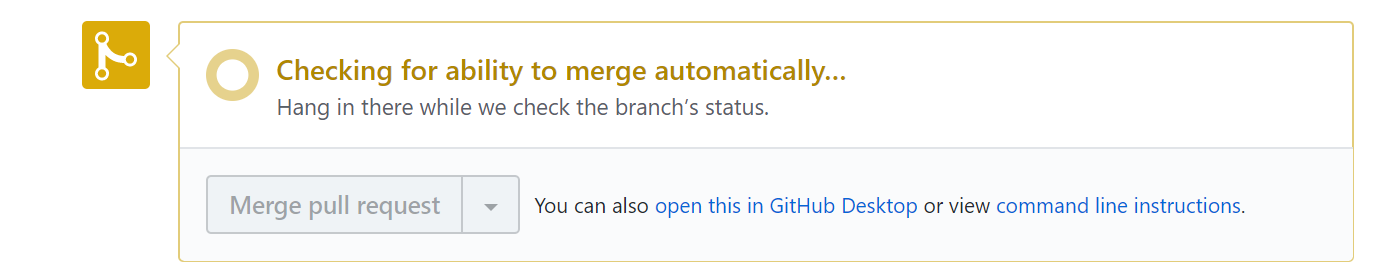 Checking for ability to merge automatically…
Hang in there while we check the branch’s status.
Merge pull request
You can also open this in GitHub Desktop or view command line instructions.